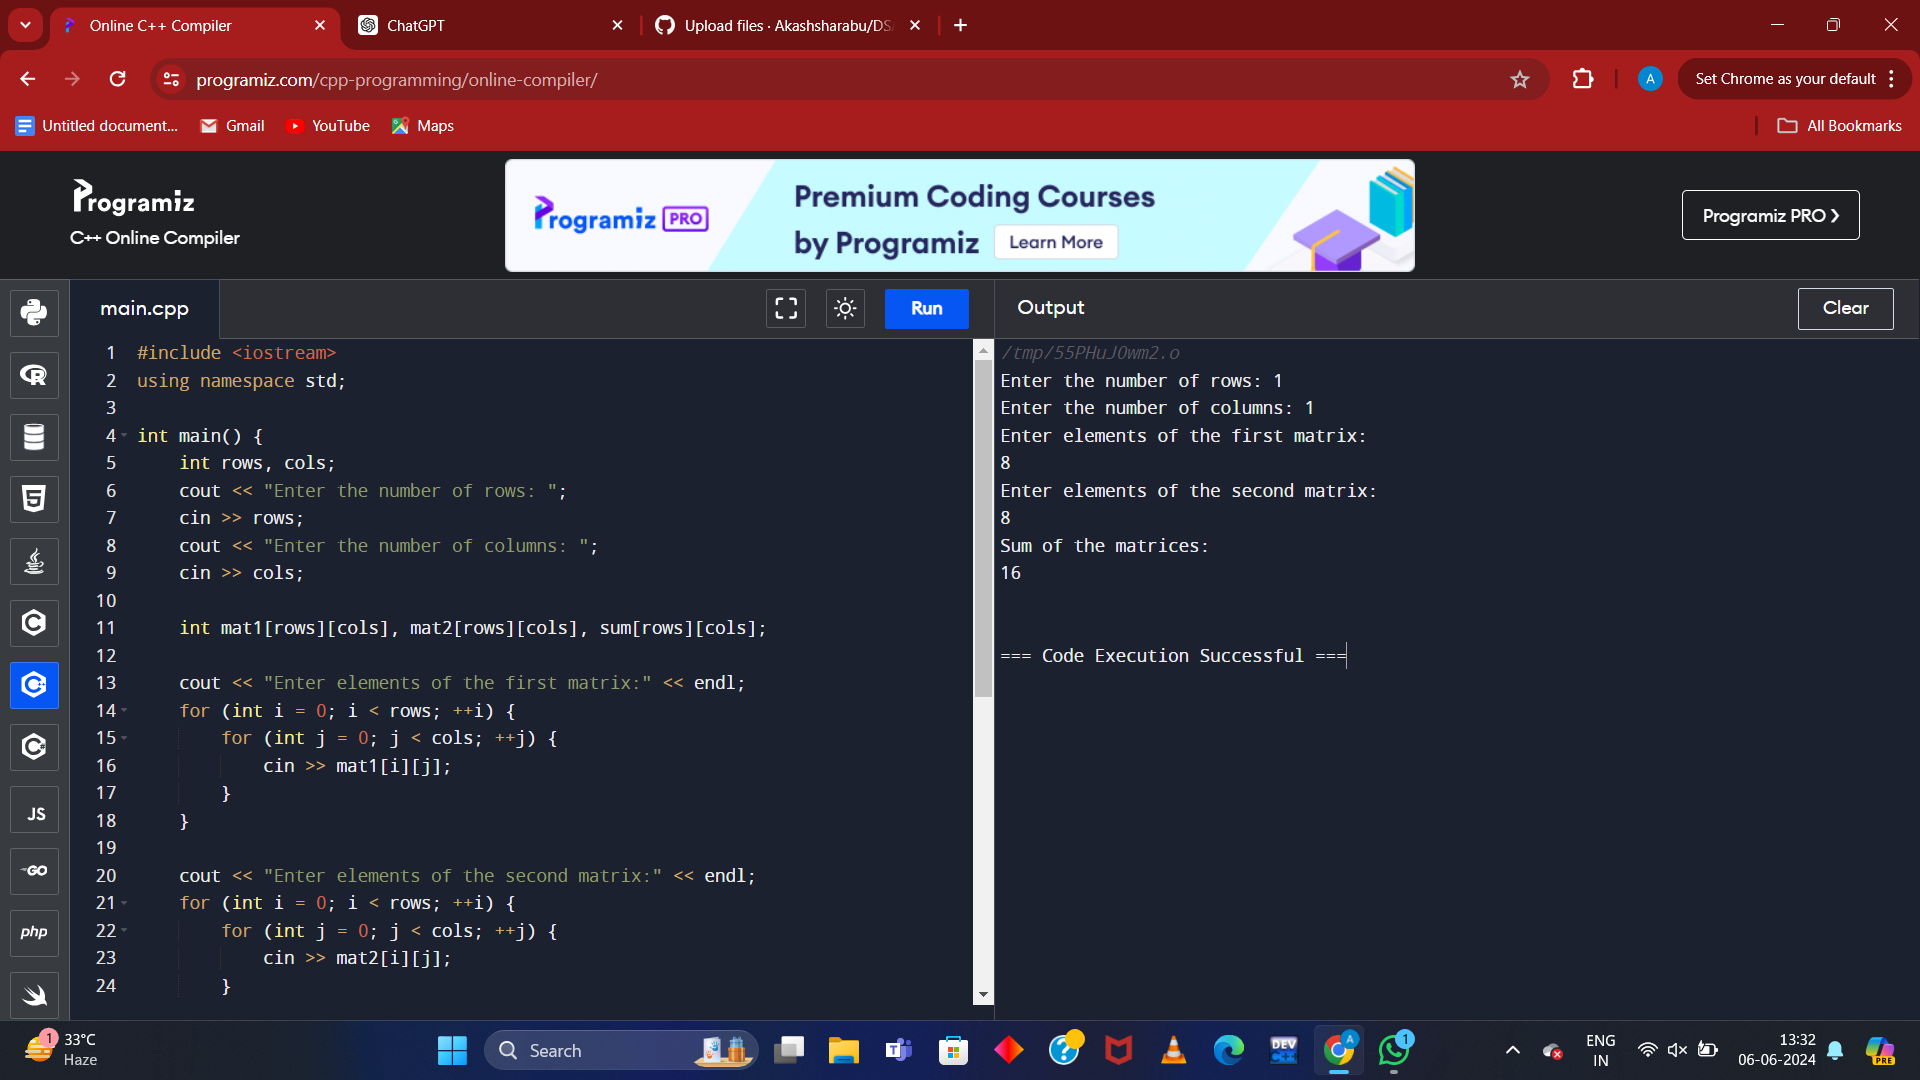 Online C++ Compiler
ChatGPT
Upload files · Akashsharabu/DS
programiz.com/cpp-programming/online-compiler/
A
Set Chrome as your default
Untitled document...
Gmail
YouTube
Maps
All Bookmarks
Programiz
C++ Online Compiler
Programiz PRO
Premium Coding Courses
by Programiz
Learn More
Programiz PRO
main.cpp
Run
Output
Clear
1 #include <iostream>
2 using namespace std;
3
4 int main() {
5 int rows, cols;
6 cout << "Enter the number of rows: ";
7 cin >> rows;
8 cout << "Enter the number of columns: ";
9 cin >> cols;
10
11 int mat1[rows][cols], mat2[rows][cols], sum[rows][cols];
12
13 cout << "Enter elements of the first matrix:" << endl;
14 for (int i = 0; i < rows; ++i) {
15 for (int j = 0; j < cols; ++j) {
16 cin >> mat1[i][j];
17 }
18 }
19
20 cout << "Enter elements of the second matrix:" << endl;
21 for (int i = 0; i < rows; ++i) {
22 for (int j = 0; j < cols; ++j) {
23 cin >> mat2[i][j];
24 }
/tmp/55PHuJ0wm2.o
Enter the number of rows: 1
Enter the number of columns: 1
Enter elements of the first matrix:
8
Enter elements of the second matrix:
8
Sum of the matrices:
16
=== Code Execution Successful ===
R
5
C
C
C
JS
GO
php
1
33°C
Haze
Search
DEV
A
1
ENG
IN
13:32
06-06-2024
PRE